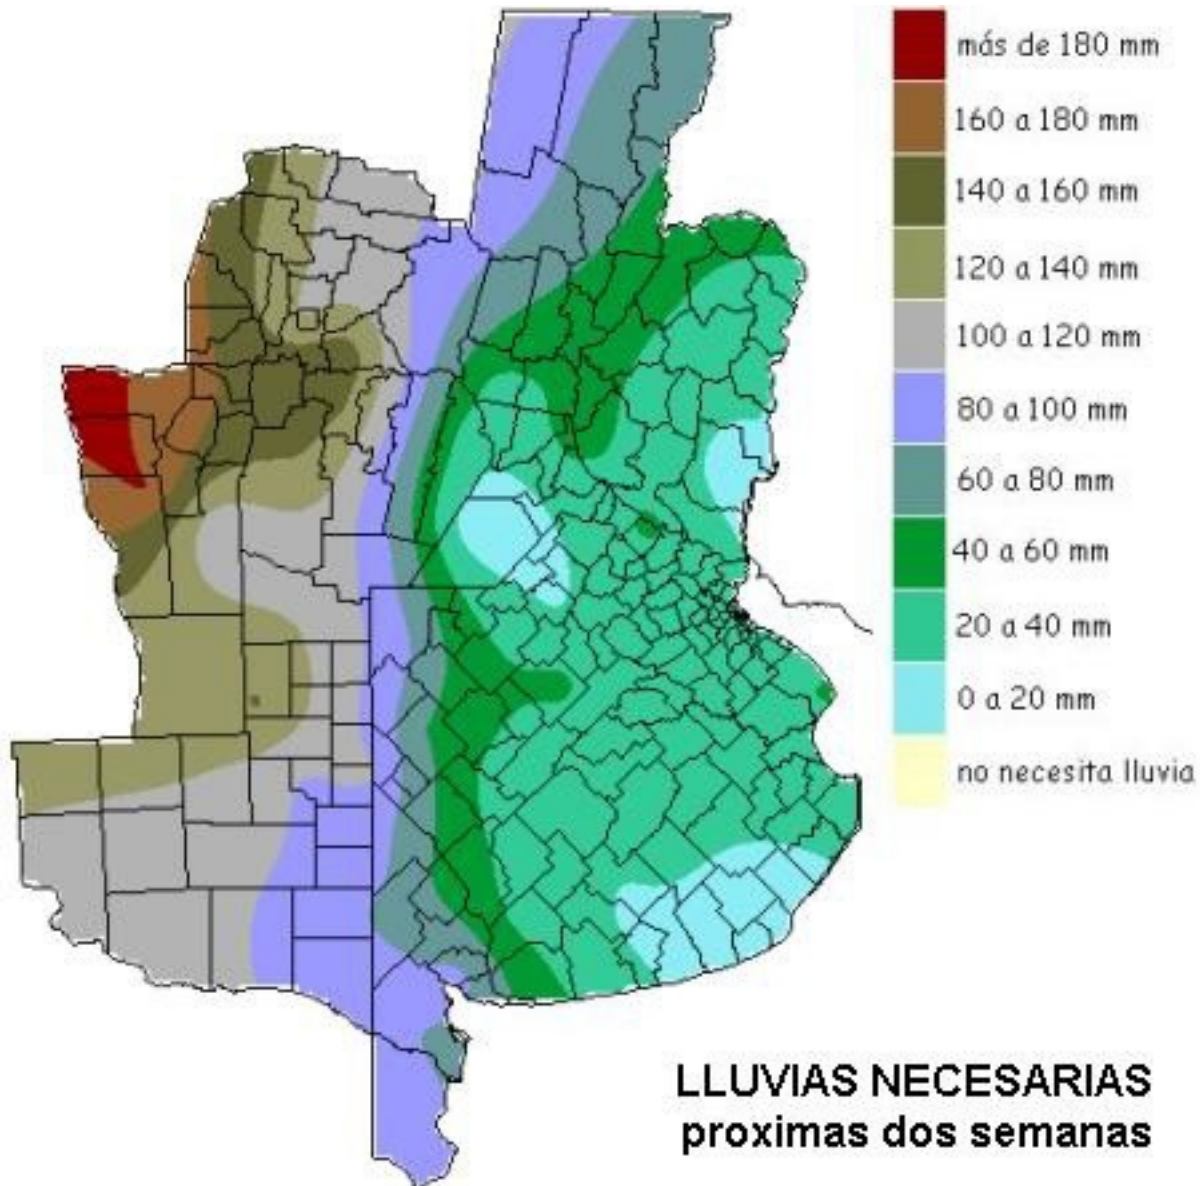 más de 180 mm
160 a 180 mm
140 a 160 mm
120 a 140 mm
100 a 120 mm
80 a 100 mm
60 a 80 mm
40 a 60 mm
20 a 40 mm
0 a 20 mm
no necesita lluvia
LLUVIAS NECESARIAS
proximas dos semanas